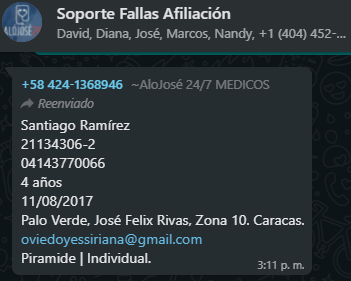 Soporte Fallas Afiliación
David, Diana, José, Marcos, Nandy, +1 (404) 452-...
ALOJOSÉ
+58 424-1368946 ~AloJosé 24/7 MEDICOS
Reenviado
Santiago Ramírez
21134306-2
04143770066
4 años
11/08/2017
Palo Verde, José Felix Rivas, Zona 10. Caracas.
oviedoyessiriana@gmail.com
Piramide | Individual.
3:11 p. m.